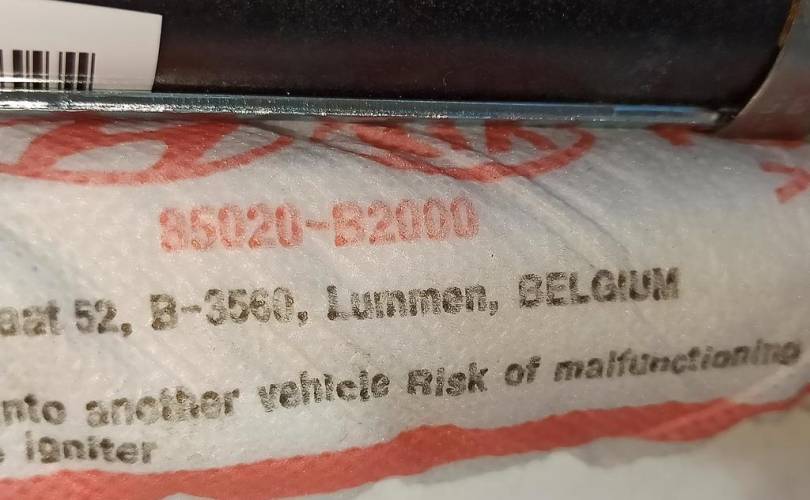 85020-B2000
aat 52, B-3560, Lummen, BELGIUM
nto another vehicle Risk of malfunctioning
igniter